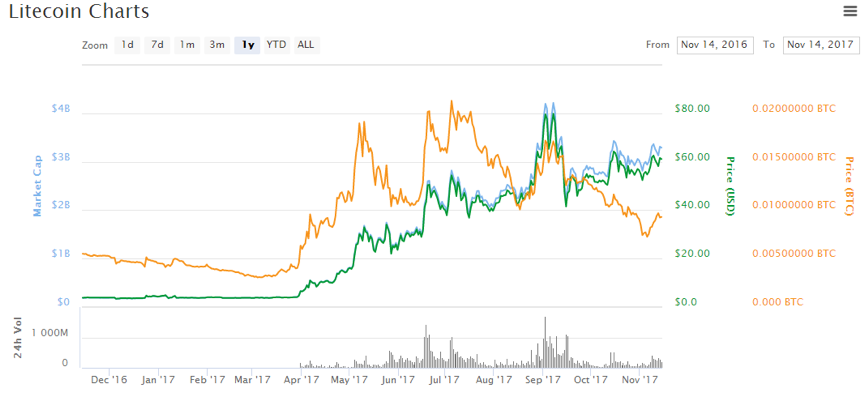 Litecoin Charts
Zoom 1d 7d 1m 3m 1y YTD ALL From Nov 14, 2016 To Nov 14, 2017
$4B $80.00 0.02000000 BTC
$3B $60.00 0.01500000 BTC
$2B $40.00 0.01000000 BTC
$1B $20.00 0.00500000 BTC
$0 $0.0 0.000 BTC
Market Cap
Price (USD)
Price (BTC)
24h Vol
1 000M
0
Dec '16 Jan '17 Feb '17 Mar '17 Apr '17 May '17 Jun '17 Jul '17 Aug '17 Sep '17 Oct '17 Nov '17